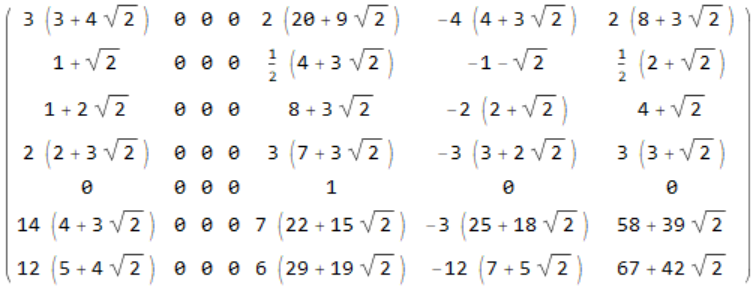 3 (3+4√2) 0 0 0 2 (20+9√2) -4 (4+3√2) 2 (8+3√2)
1+√2 0 0 0 1/2 (4+3√2) -1-√2 1/2 (2+√2)
1+2√2 0 0 0 8+3√2 -2 (2+√2) 4+√2
2 (2+3√2) 0 0 0 3 (7+3√2) -3 (3+2√2) 3 (3+√2)
0 0 0 0 1 0 0
14 (4+3√2) 0 0 0 7 (22+15√2) -3 (25+18√2) 58+39√2
12 (5+4√2) 0 0 0 6 (29+19√2) -12 (7+5√2) 67+42√2